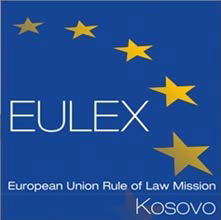 EULEX
European Union Rule of Law Mission
Kosovo